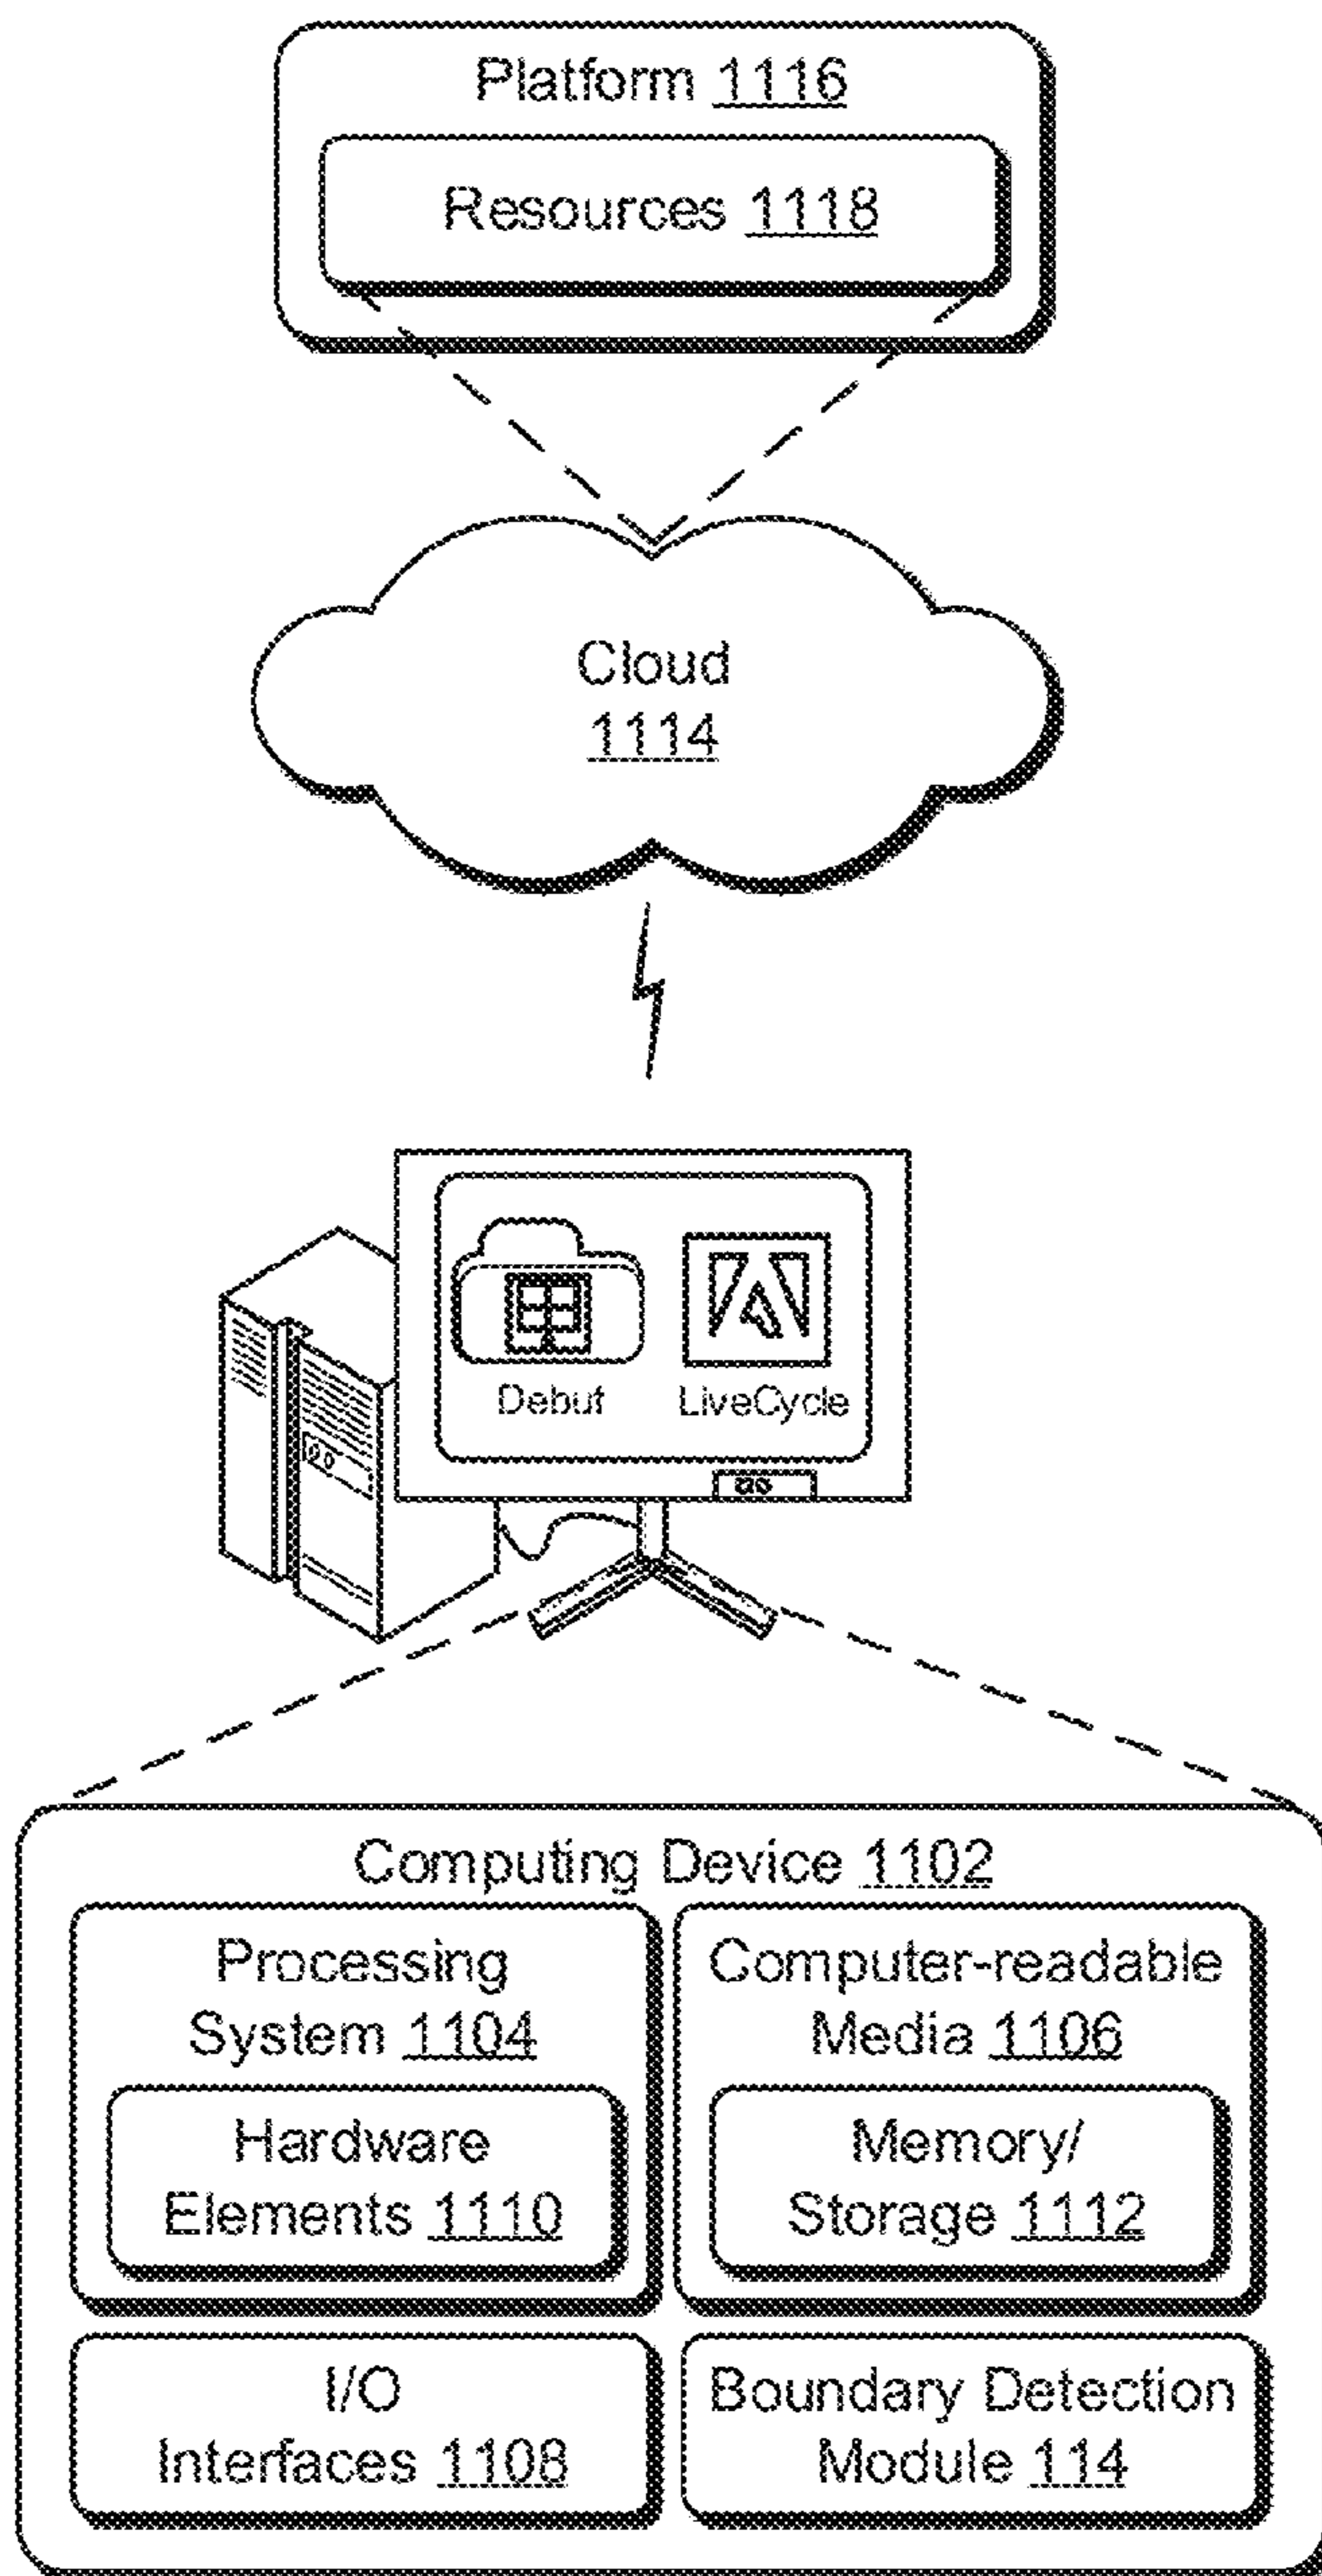 Platform 1116
Resources 1118
Cloud
1114
Debut
LiveCycle
Computing Device 1102
Processing
System 1104
Hardware
Elements 1110
Computer-readable
Media 1106
Memory/
Storage 1112
I/O
Interfaces 1108
Boundary Detection
Module 114